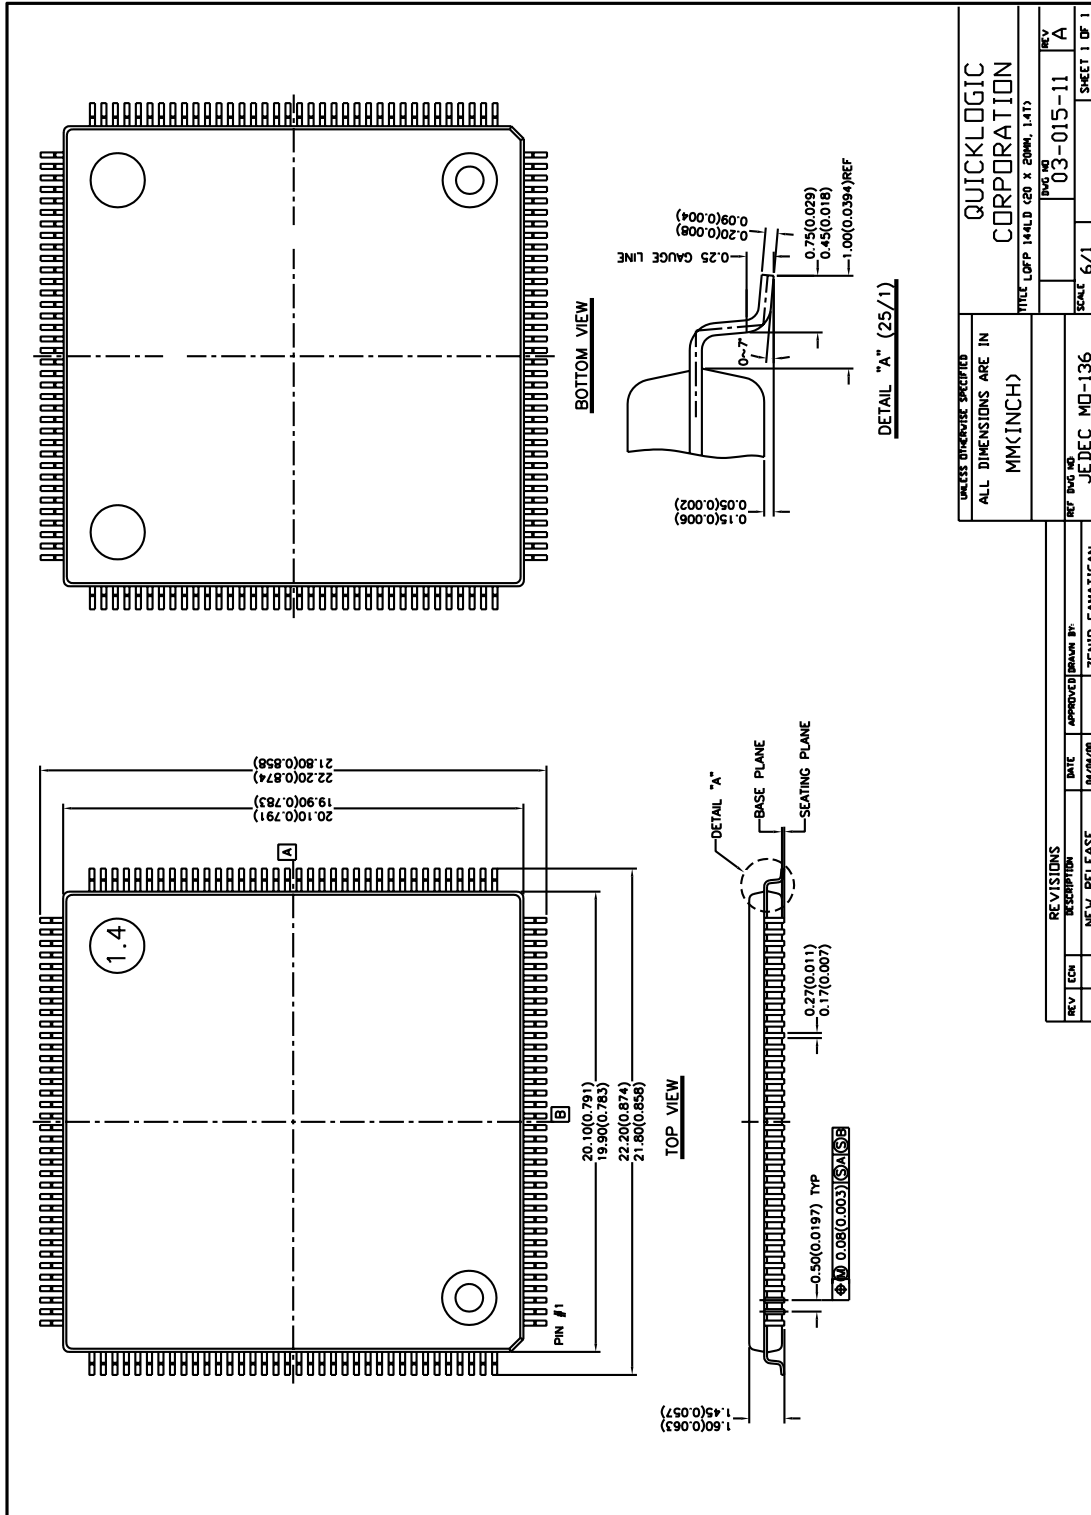 1.4
A
B
PIN #1
20.10(0.791)
19.90(0.783)
22.20(0.874)
21.80(0.858)
20.10(0.791)
19.90(0.783)
22.20(0.874)
21.80(0.858)
TOP VIEW
1.60(0.063)
1.45(0.057)
DETAIL "A"
BASE PLANE
SEATING PLANE
0.27(0.011)
0.17(0.007)
0.50(0.0197) TYP
⌖ Ⓜ 0.08(0.003) Ⓢ A Ⓢ B
BOTTOM VIEW
0.15(0.006)
0.05(0.002)
0~7°
0.25 GAUGE LINE
0.20(0.008)
0.09(0.004)
0.75(0.029)
0.45(0.018)
1.00(0.0394)REF
DETAIL "A" (25/1)
UNLESS OTHERWISE SPECIFIED
ALL DIMENSIONS ARE IN
MM(INCH)
QUICKLOGIC
CORPORATION
TITLE LQFP 144LD (20 X 20MM, 1.4T)
DWG NO
03-015-11
REV
A
SCALE 6/1
SHEET 1 OF 1
REF DWG NO:
JEDEC MO-136
REVISIONS
REV ECN DESCRIPTION DATE APPROVED DRAWN BY:
NEW RELEASE